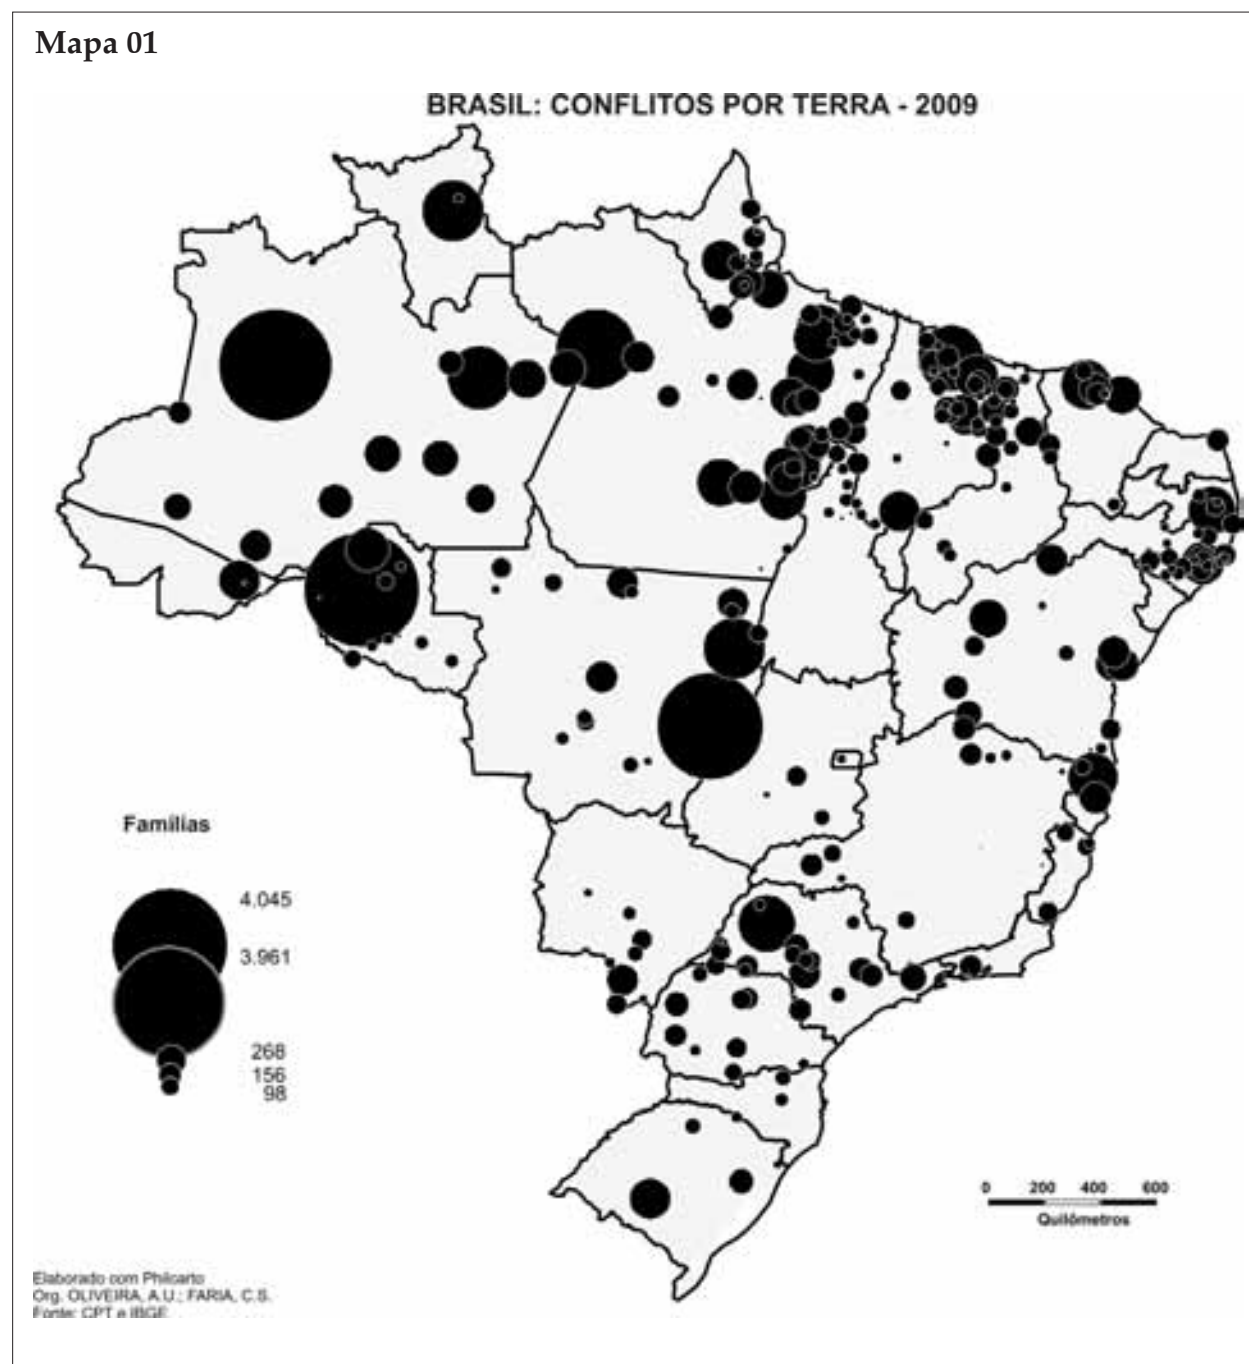 Mapa 01
BRASIL: CONFLITOS POR TERRA - 2009
Famílias
4.045
3.961
268
156
98
0 200 400 600
Quilômetros
Elaborado com Philcarto
Org. OLIVEIRA, A.U.; FARIA, C.S.
Fonte: CPT e IBGE